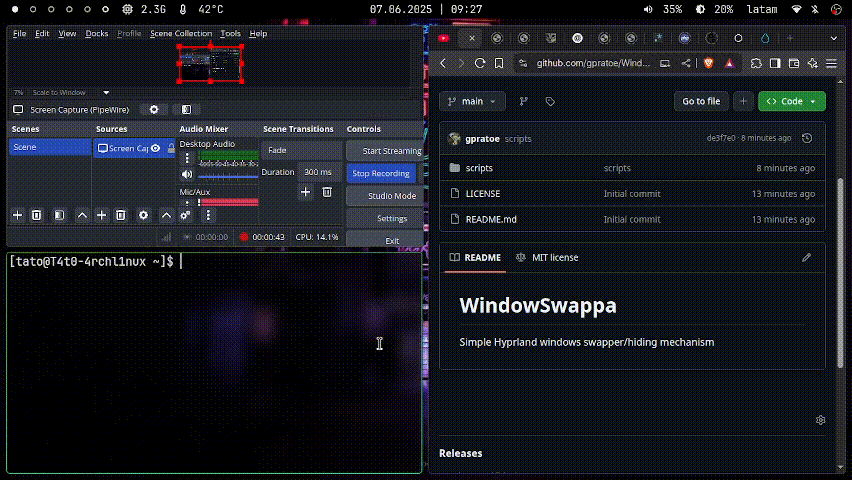 2.3G 42°C 07.06.2025 | 09:27 35% 20% latam
File Edit View Docks Profile Scene Collection Tools Help
7% Scale to Window
Screen Capture (PipeWire)
Scenes Sources Audio Mixer Scene Transitions Controls
Scene
Screen Cap
Desktop Audio
Mic/Aux
Fade
Duration 300 ms
Start Streaming
Stop Recording
Studio Mode
Settings
Exit
00:00:00 00:00:43 CPU: 14.1%
[tato@T4t0-4rchl1nux ~]$
github.com/gpratoe/Wind...
main Go to file Code
gpratoe scripts de3f7e0 · 8 minutes ago
scripts scripts 8 minutes ago
LICENSE Initial commit 13 minutes ago
README.md Initial commit 13 minutes ago
README MIT license
WindowSwappa
Simple Hyprland windows swapper/hiding mechanism
Releases